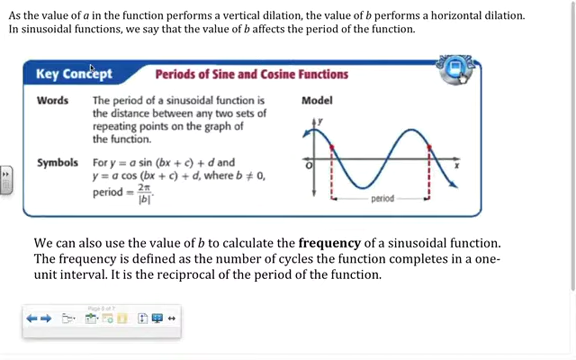 As the value of a in the function performs a vertical dilation, the value of b performs a horizontal dilation.
In sinusoidal functions, we say that the value of b affects the period of the function.
Key Concept
Periods of Sine and Cosine Functions
Words
The period of a sinusoidal function is
the distance between any two sets of
repeating points on the graph of
the function.
Model
y
O
x
period
Symbols
For y = a sin (bx + c) + d and
y = a cos (bx + c) + d, where b ≠ 0,
period = 2π/|b|.
We can also use the value of b to calculate the frequency of a sinusoidal function.
The frequency is defined as the number of cycles the function completes in a one-
unit interval. It is the reciprocal of the period of the function.